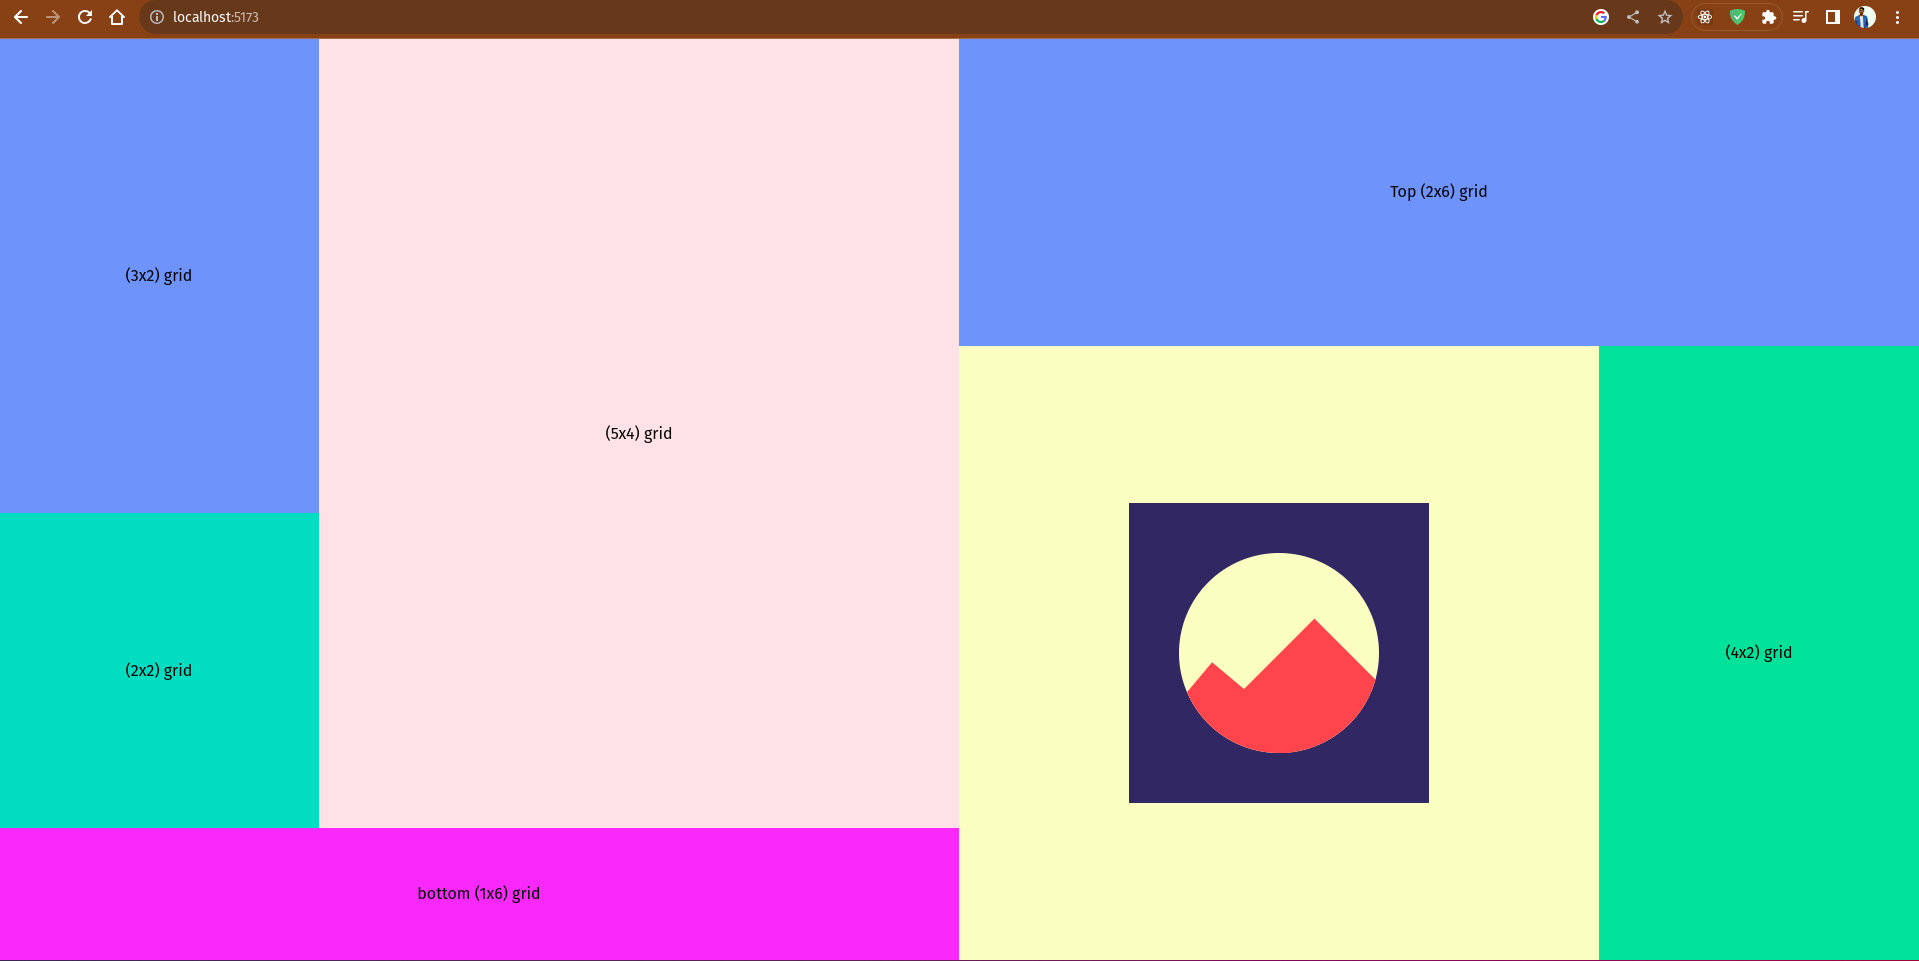 localhost:5173
Top (2x6) grid
(3x2) grid
(5x4) grid
(4x2) grid
(2x2) grid
bottom (1x6) grid